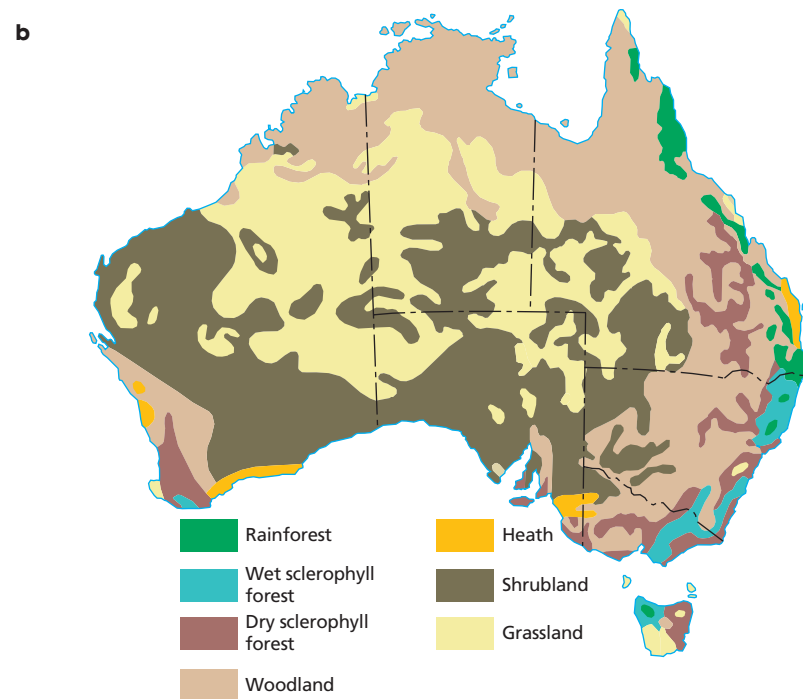 b
Rainforest
Wet sclerophyll
forest
Dry sclerophyll
forest
Woodland
Heath
Shrubland
Grassland